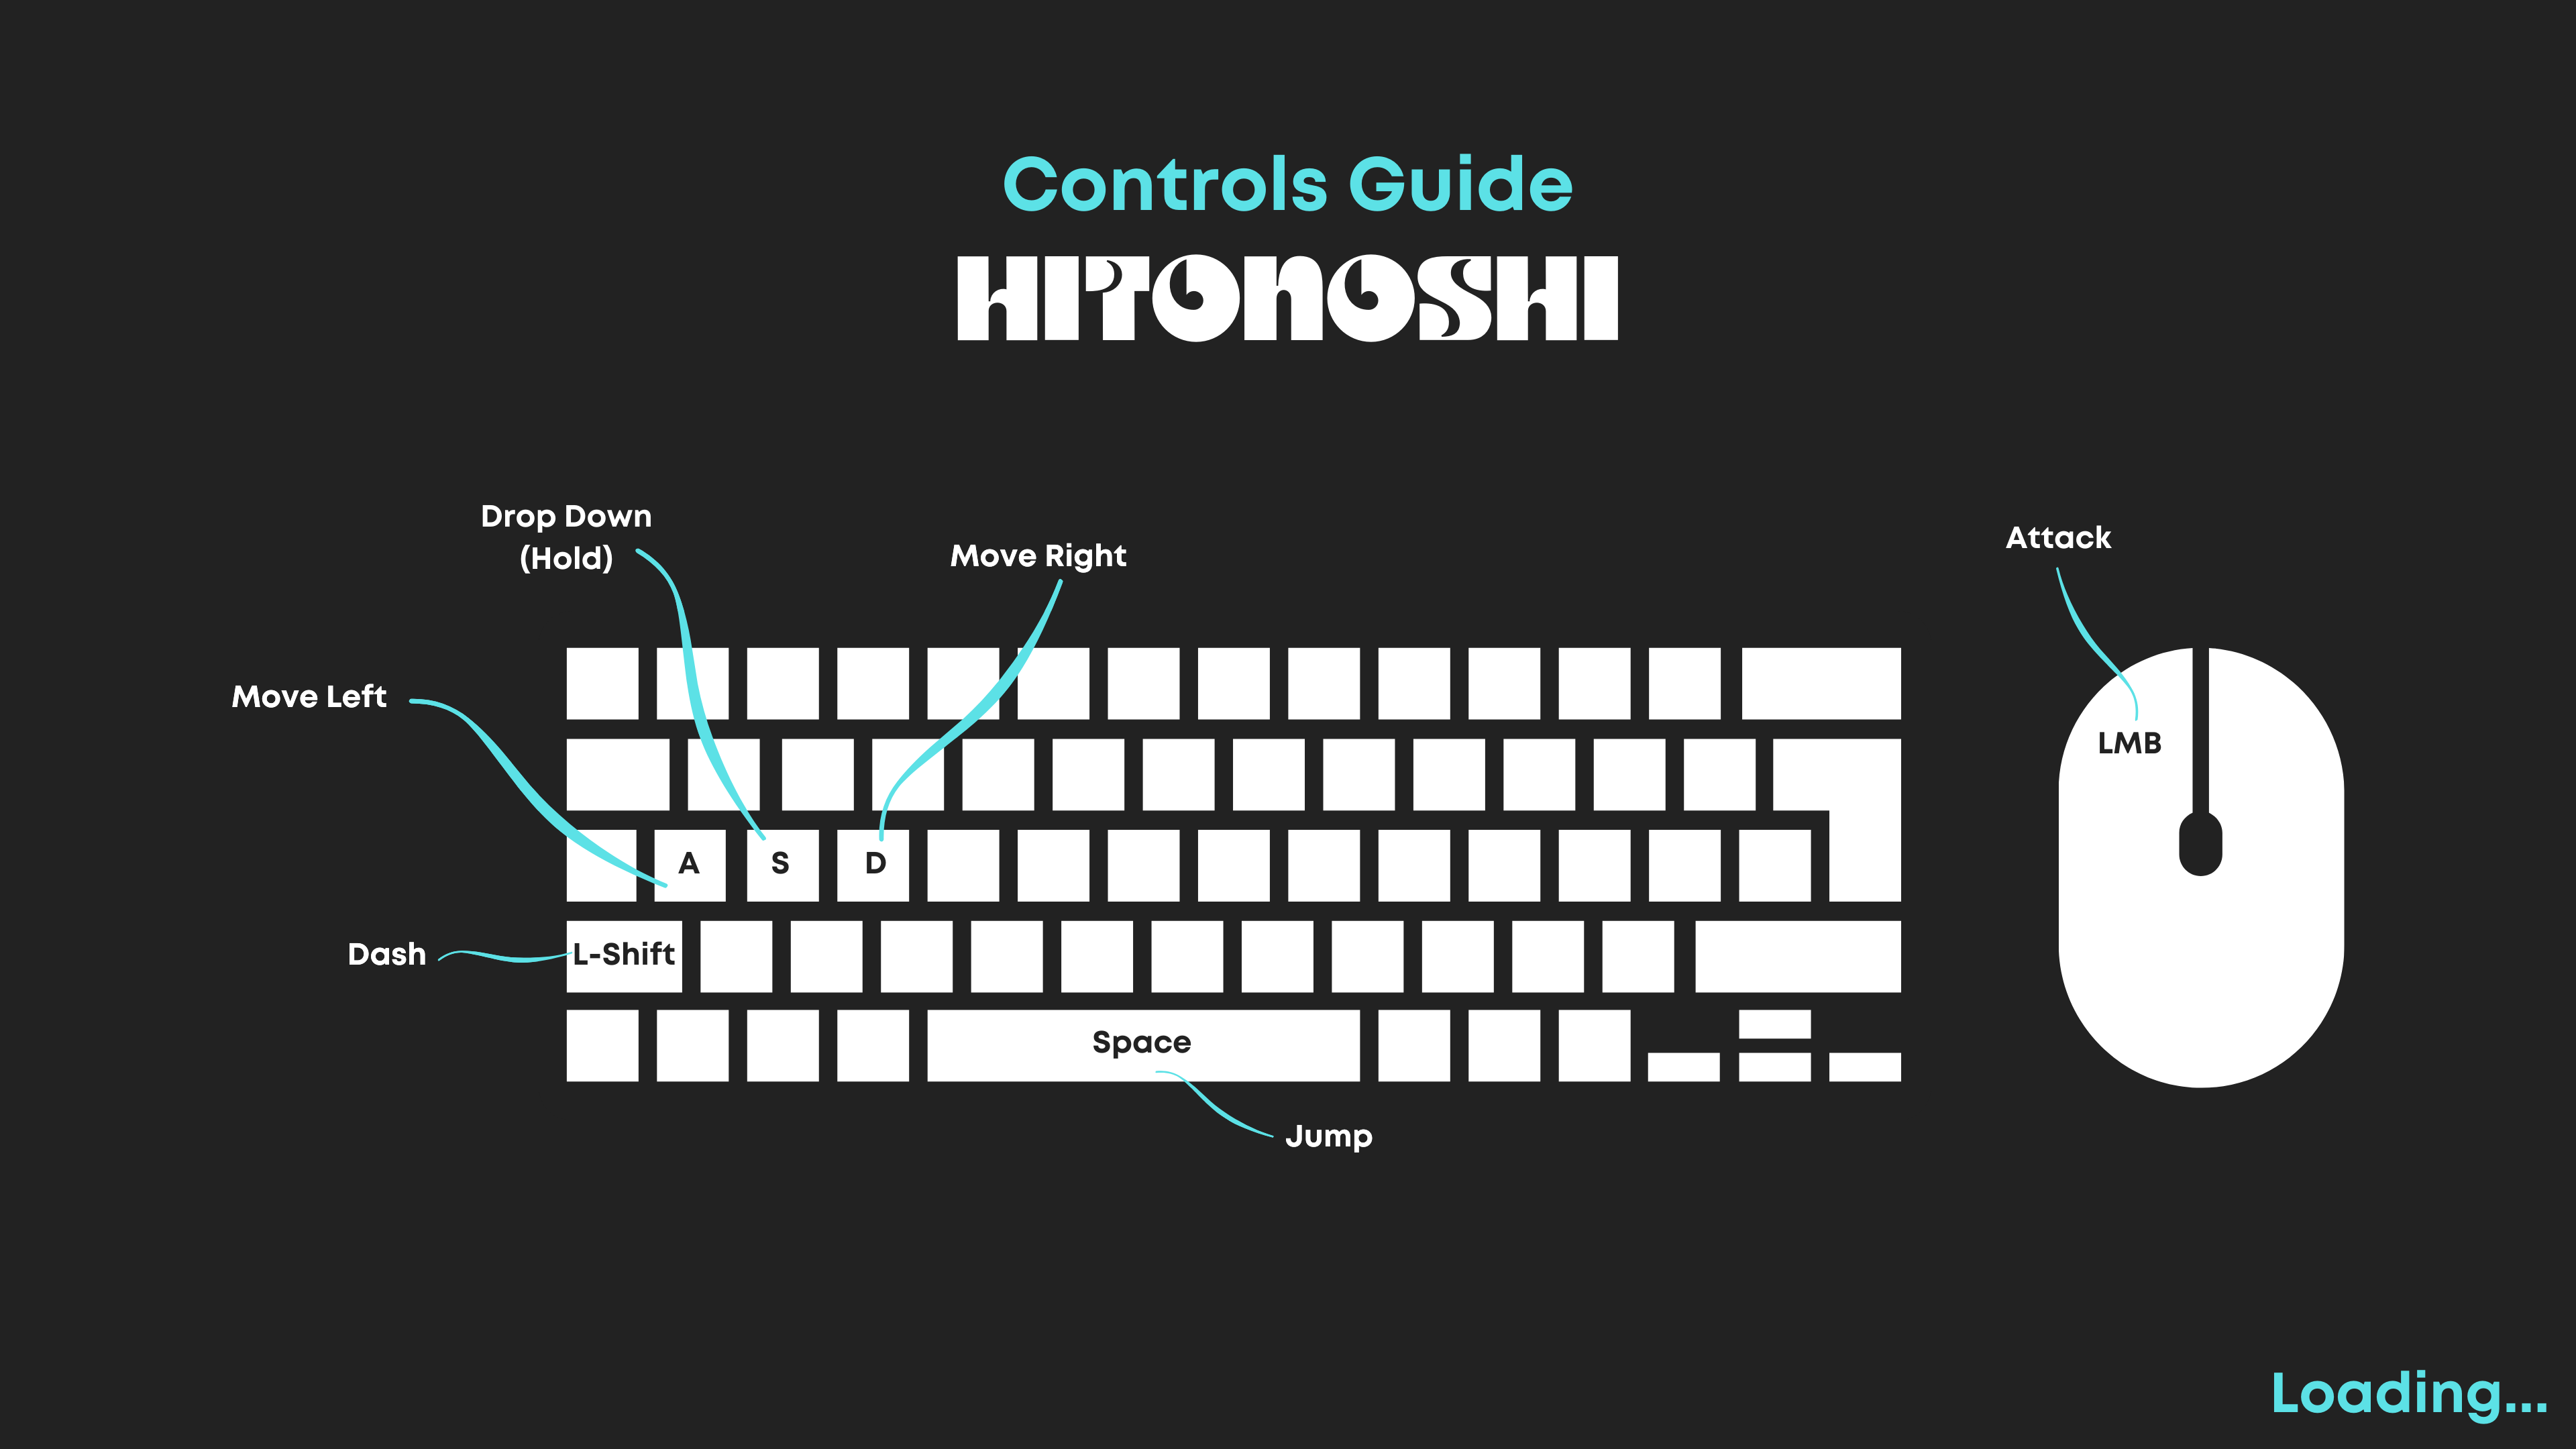 Controls Guide
HITONOSHI
Drop Down
(Hold)
Move Right
Attack
Move Left
LMB
A
S
D
Dash
L-Shift
Space
Jump
Loading...